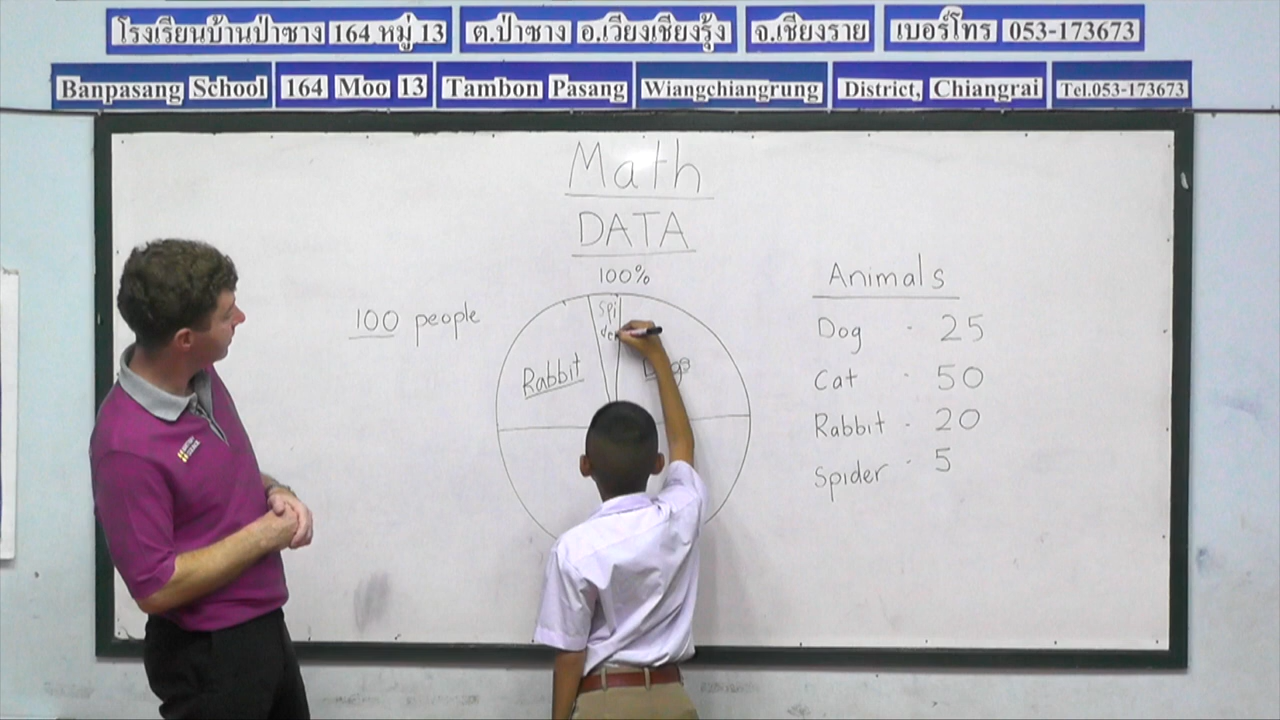 โรงเรียนบ้านป่าซาง 164 หมู่ 13 ต.ป่าซาง อ.เวียงเชียงรุ้ง จ.เชียงราย เบอร์โทร 053-173673
Banpasang School 164 Moo 13 Tambon Pasang Wiangchiangrung District, Chiangrai Tel.053-173673
Math
DATA
100%
100 people
Spi
der
Rabbit
Dogs
Animals
Dog - 25
Cat - 50
Rabbit - 20
Spider - 5